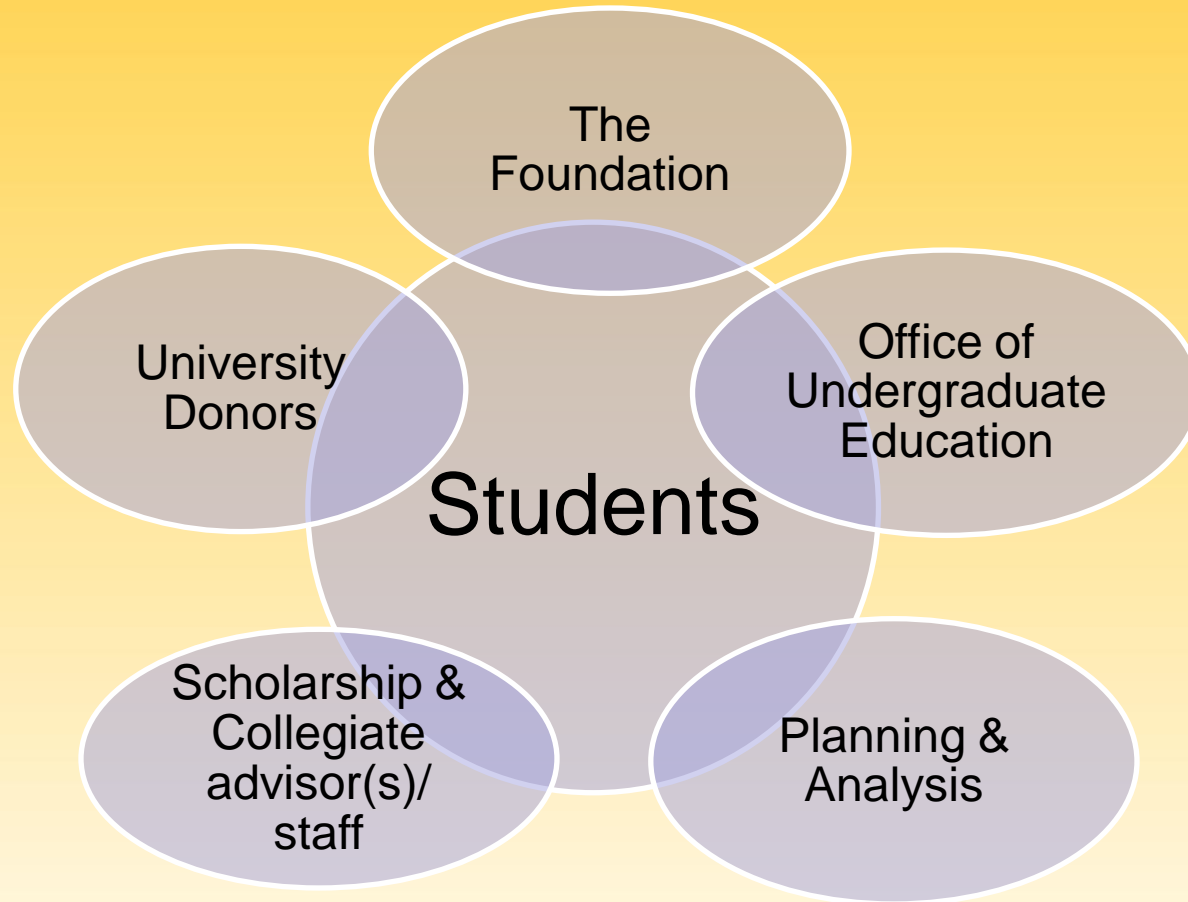 The
Foundation
University
Donors
Office of
Undergraduate
Education
Students
Scholarship &
Collegiate
advisor(s)/
staff
Planning &
Analysis